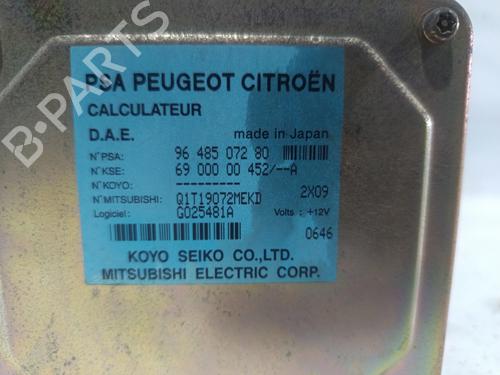 B-PARTS
PSA PEUGEOT CITROËN
CALCULATEUR
D.A.E. made in Japan
N°PSA: 96 485 072 80
N°KSE: 69 000 00 452/--A
N°KOYO: ---------
N°MITSUBISHI: Q1T19072MEKD 2X09
Logiciel: G025481A Volts : +12V
0646
KOYO SEIKO CO.,LTD.
MITSUBISHI ELECTRIC CORP.